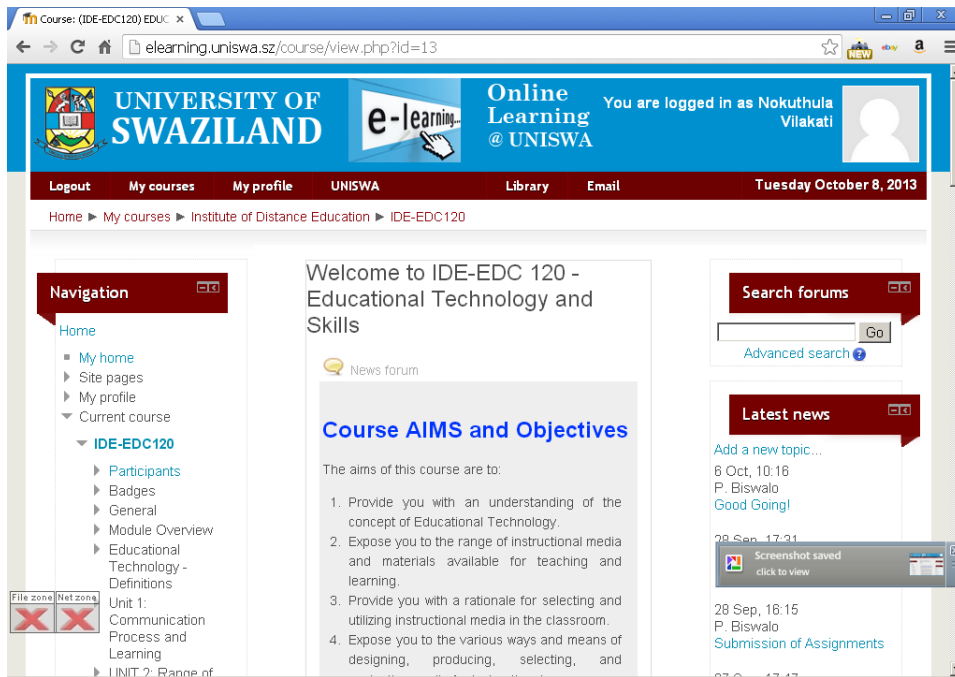 Course: (IDE-EDC120) EDUC
elearning.uniswa.sz/course/view.php?id=13
NEW
ebay
a
UNIVERSITY OF
SWAZILAND
e-learning...
Online
Learning
@ UNISWA
You are logged in as Nokuthula
Vilakati
Logout My courses My profile UNISWA Library Email Tuesday October 8, 2013
Home ► My courses ► Institute of Distance Education ► IDE-EDC120
Navigation
Home
My home
Site pages
My profile
Current course
IDE-EDC120
Participants
Badges
General
Module Overview
Educational
Technology -
Definitions
Unit 1:
Communication
Process and
Learning
UNIT 2: Range of
File zone Net zone
Welcome to IDE-EDC 120 -
Educational Technology and
Skills
News forum
Course AIMS and Objectives
The aims of this course are to:
1. Provide you with an understanding of the
concept of Educational Technology.
2. Expose you to the range of instructional media
and materials available for teaching and
learning.
3. Provide you with a rationale for selecting and
utilizing instructional media in the classroom.
4. Expose you to the various ways and means of
designing, producing, selecting, and
Search forums
Go
Advanced search
Latest news
Add a new topic...
6 Oct, 10:16
P. Biswalo
Good Going!
28 Sep, 17:31
Screenshot saved
click to view
28 Sep, 16:15
P. Biswalo
Submission of Assignments